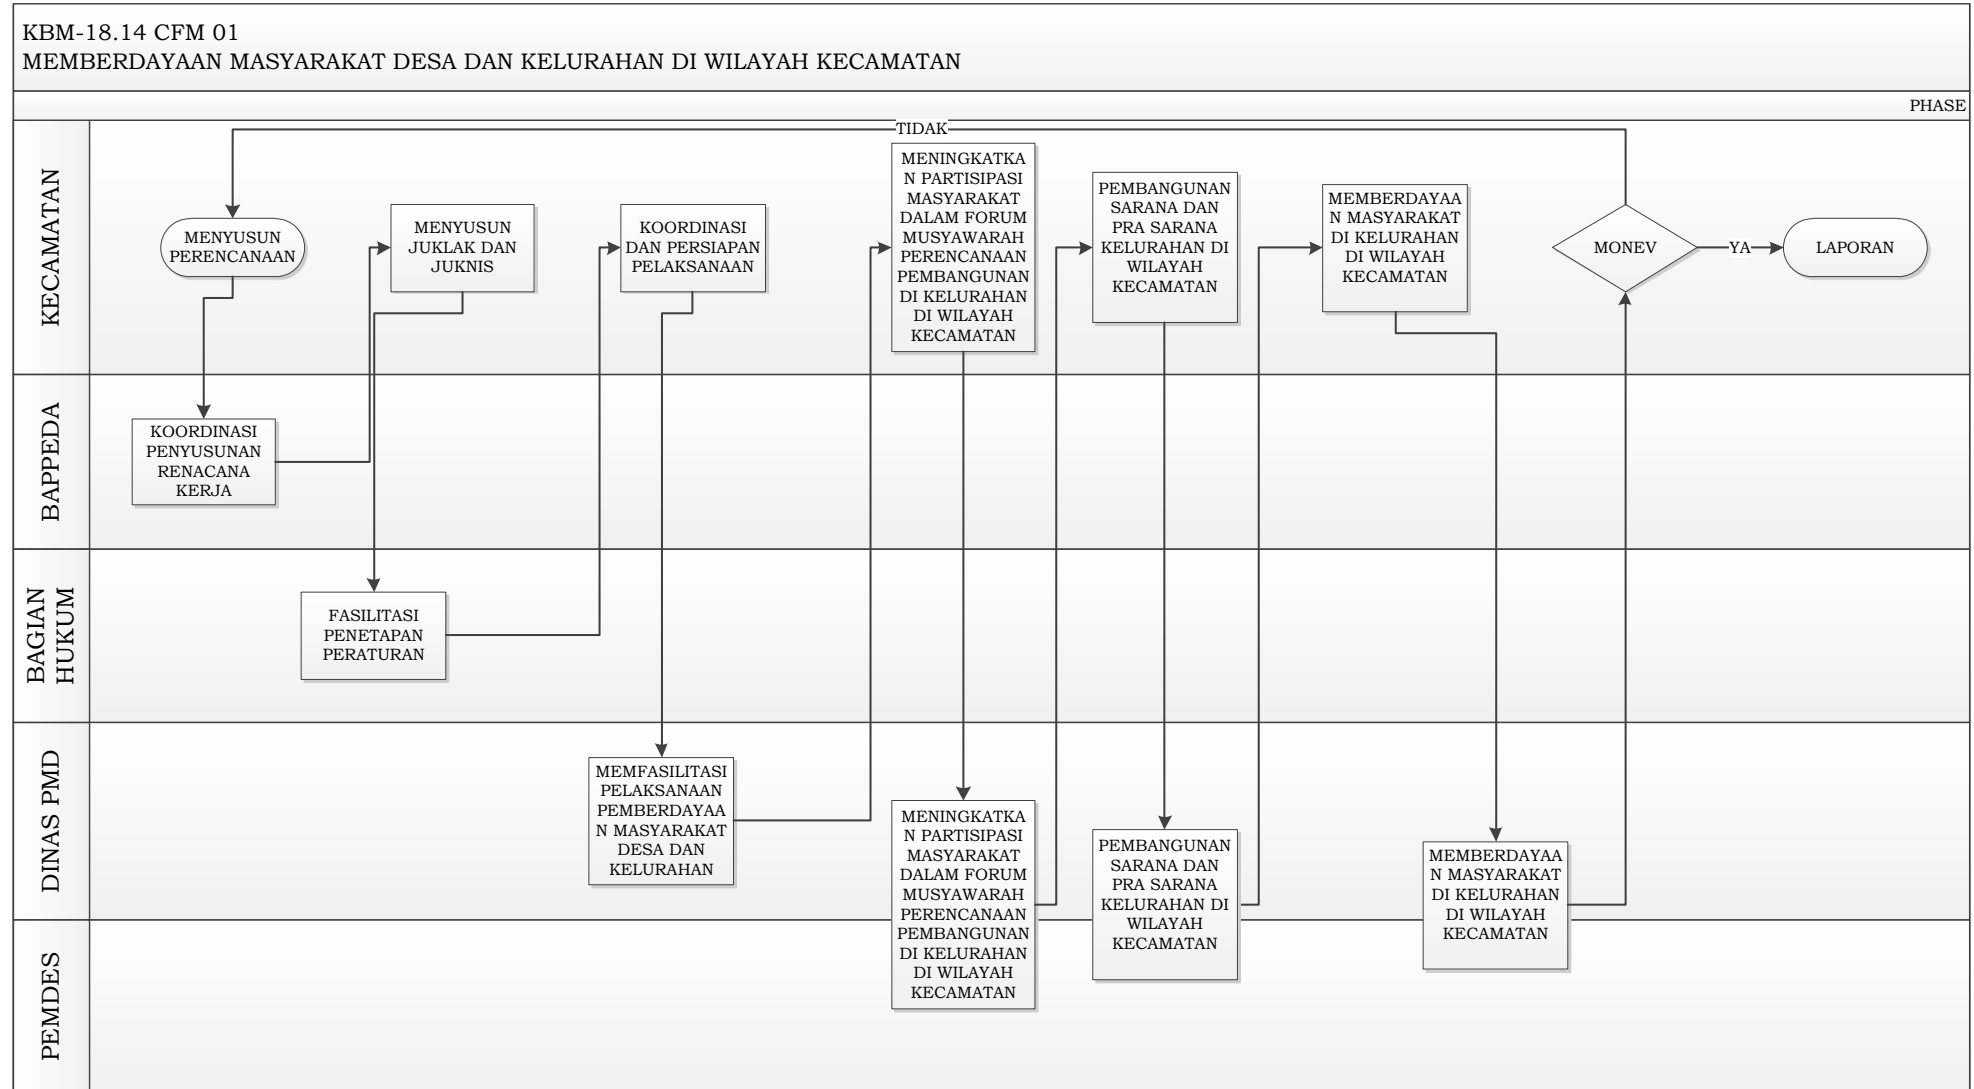 KBM-18.14 CFM 01
MEMBERDAYAAN MASYARAKAT DESA DAN KELURAHAN DI WILAYAH KECAMATAN
PHASE
KECAMATAN
TIDAK
MENYUSUN
PERENCANAAN
MENYUSUN
JUKLAK DAN
JUKNIS
KOORDINASI
DAN PERSIAPAN
PELAKSANAAN
MENINGKATKA
N PARTISIPASI
MASYARAKAT
DALAM FORUM
MUSYAWARAH
PERENCANAAN
PEMBANGUNAN
DI KELURAHAN
DI WILAYAH
KECAMATAN
PEMBANGUNAN
SARANA DAN
PRA SARANA
KELURAHAN DI
WILAYAH
KECAMATAN
MEMBERDAYAA
N MASYARAKAT
DI KELURAHAN
DI WILAYAH
KECAMATAN
MONEV
YA
LAPORAN
BAPPEDA
KOORDINASI
PENYUSUNAN
RENACANA
KERJA
BAGIAN
HUKUM
FASILITASI
PENETAPAN
PERATURAN
DINAS PMD
MEMFASILITASI
PELAKSANAAN
PEMBERDAYAA
N MASYARAKAT
DESA DAN
KELURAHAN
MENINGKATKA
N PARTISIPASI
MASYARAKAT
DALAM FORUM
MUSYAWARAH
PERENCANAAN
PEMBANGUNAN
DI KELURAHAN
DI WILAYAH
KECAMATAN
PEMBANGUNAN
SARANA DAN
PRA SARANA
KELURAHAN DI
WILAYAH
KECAMATAN
MEMBERDAYAA
N MASYARAKAT
DI KELURAHAN
DI WILAYAH
KECAMATAN
PEMDES